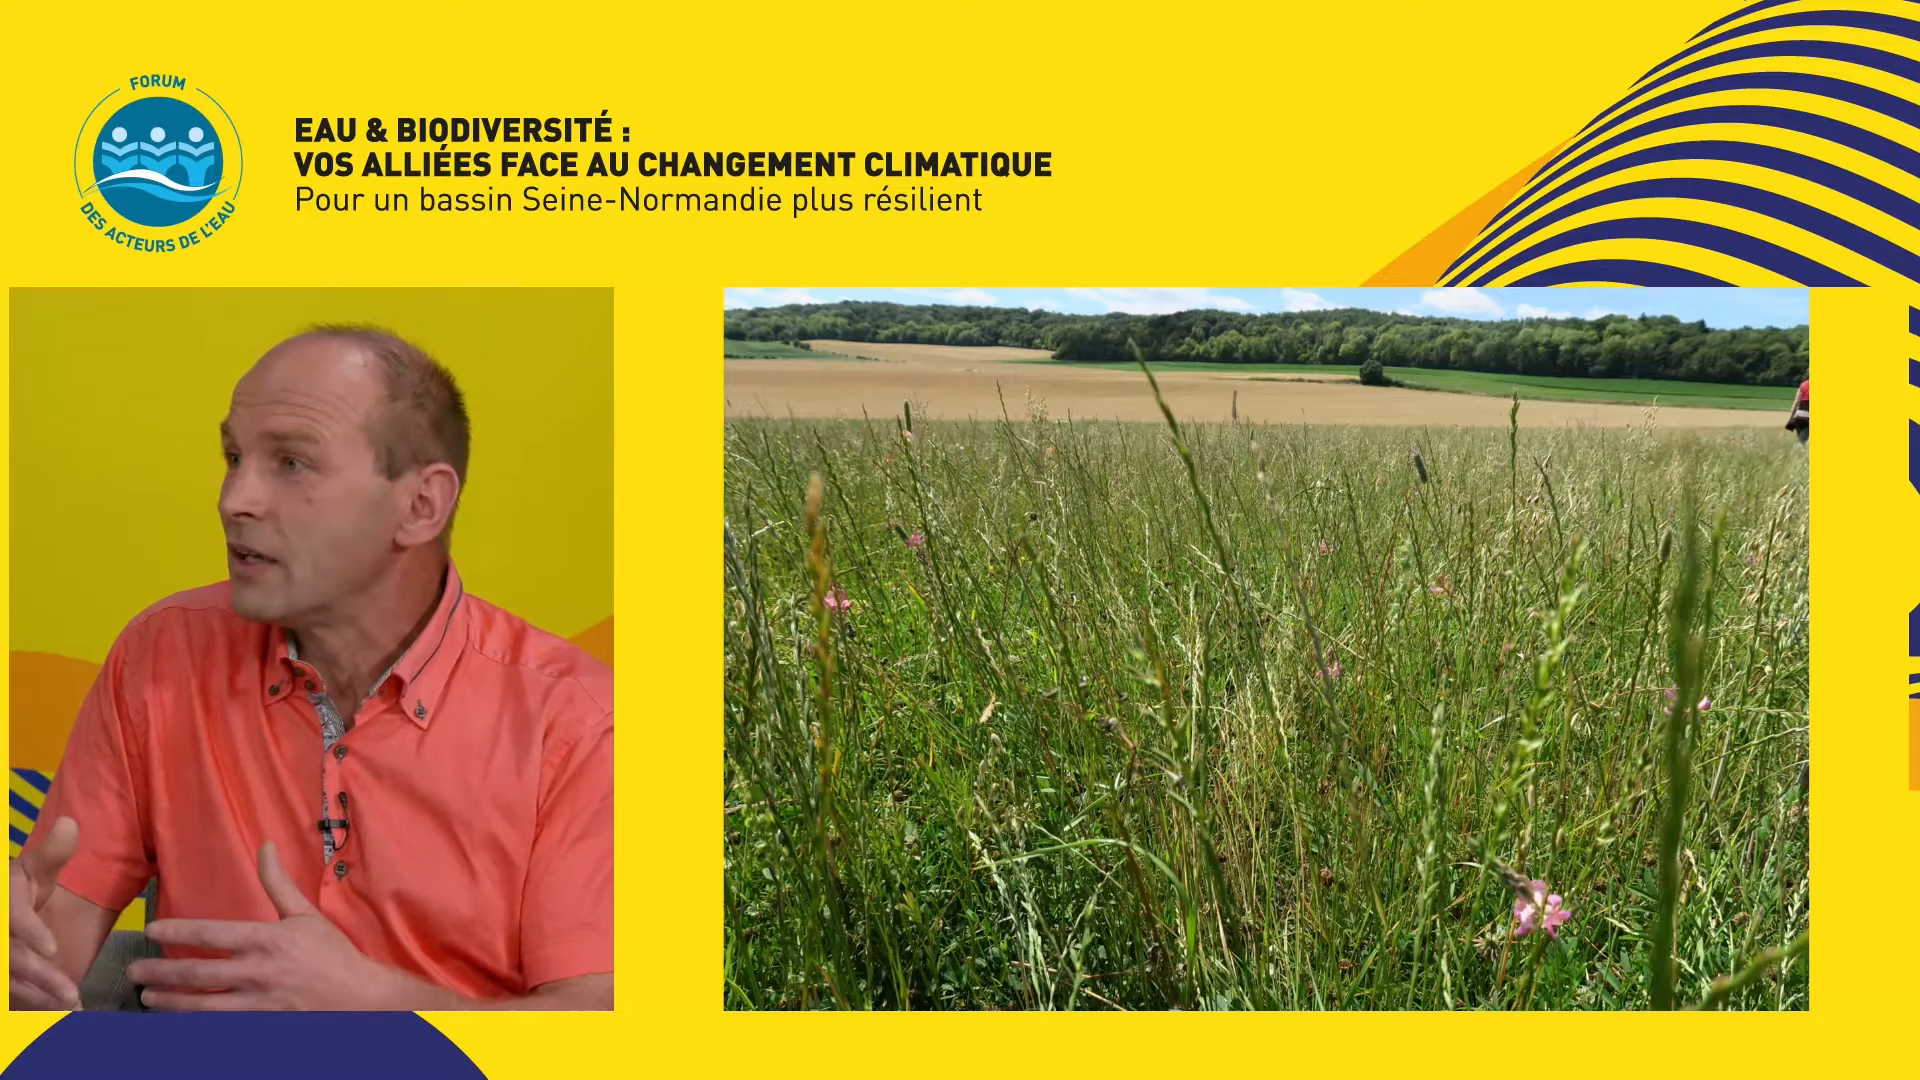 FORUM
DES ACTEURS DE L'EAU
EAU & BIODIVERSITÉ :
VOS ALLIÉES FACE AU CHANGEMENT CLIMATIQUE
Pour un bassin Seine-Normandie plus résilient